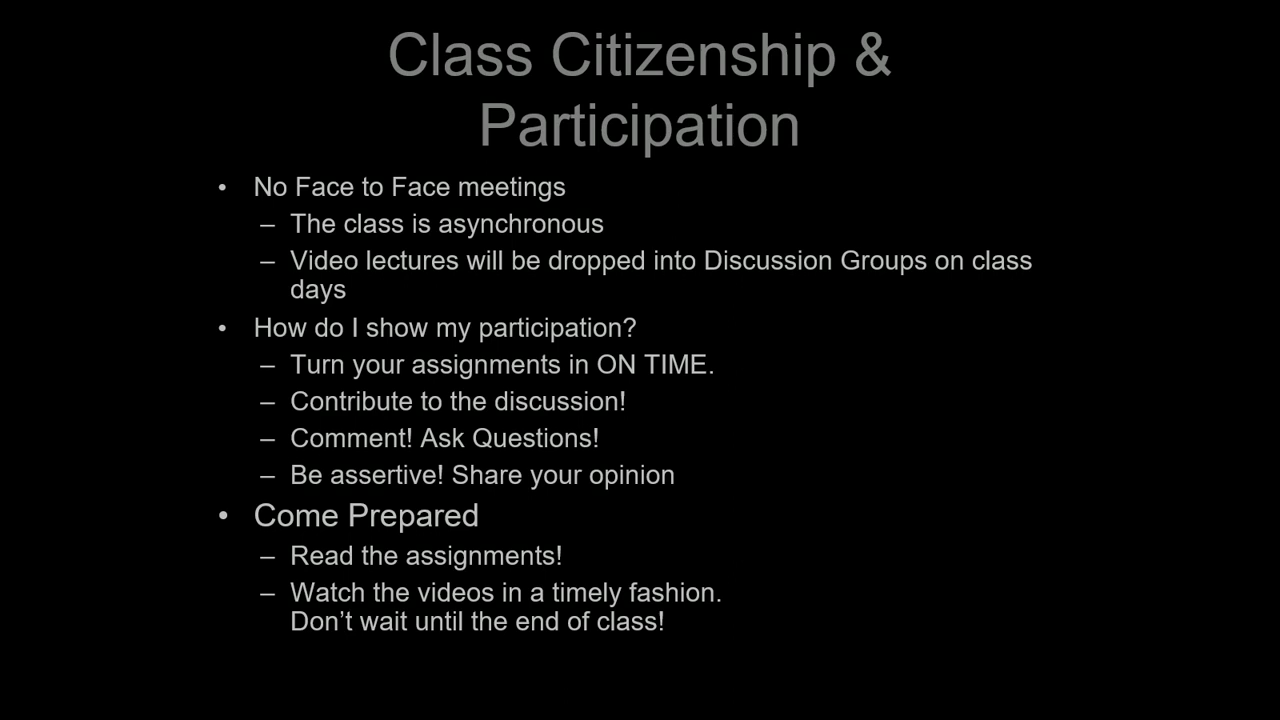 Class Citizenship &
Participation
• No Face to Face meetings
– The class is asynchronous
– Video lectures will be dropped into Discussion Groups on class
days
• How do I show my participation?
– Turn your assignments in ON TIME.
– Contribute to the discussion!
– Comment! Ask Questions!
– Be assertive! Share your opinion
• Come Prepared
– Read the assignments!
– Watch the videos in a timely fashion.
Don’t wait until the end of class!